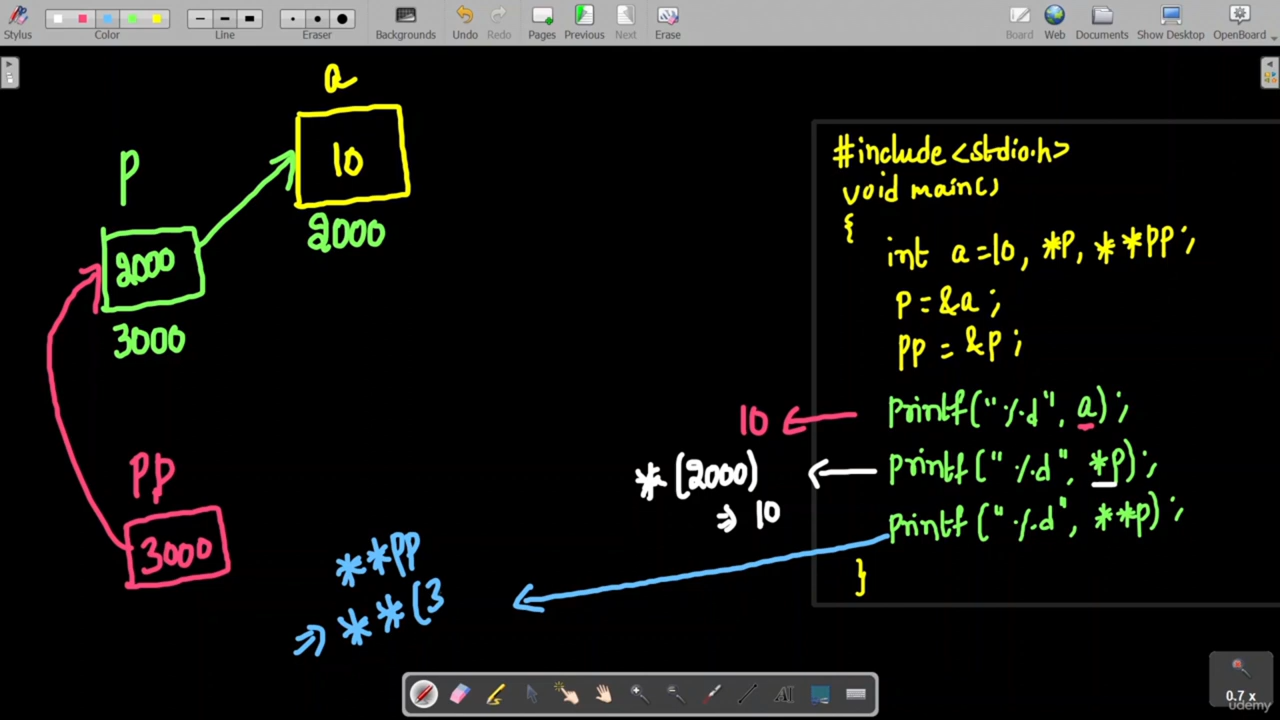 Stylus
Color
Line
Eraser
Backgrounds
Undo
Redo
Pages
Previous
Next
Erase
Board
Web
Documents
Show Desktop
OpenBoard
a
10
2000
P
2000
3000
PP
3000
#include <stdio.h>
void main()
{
int a=10, *P, **PP;
P = &a;
PP = &P;
printf("%d", a);
10
printf("%d", *p);
*(2000)
⇒ 10
printf("%d", **p);
**PP
⇒ **(3
}
0.7 x
udemy